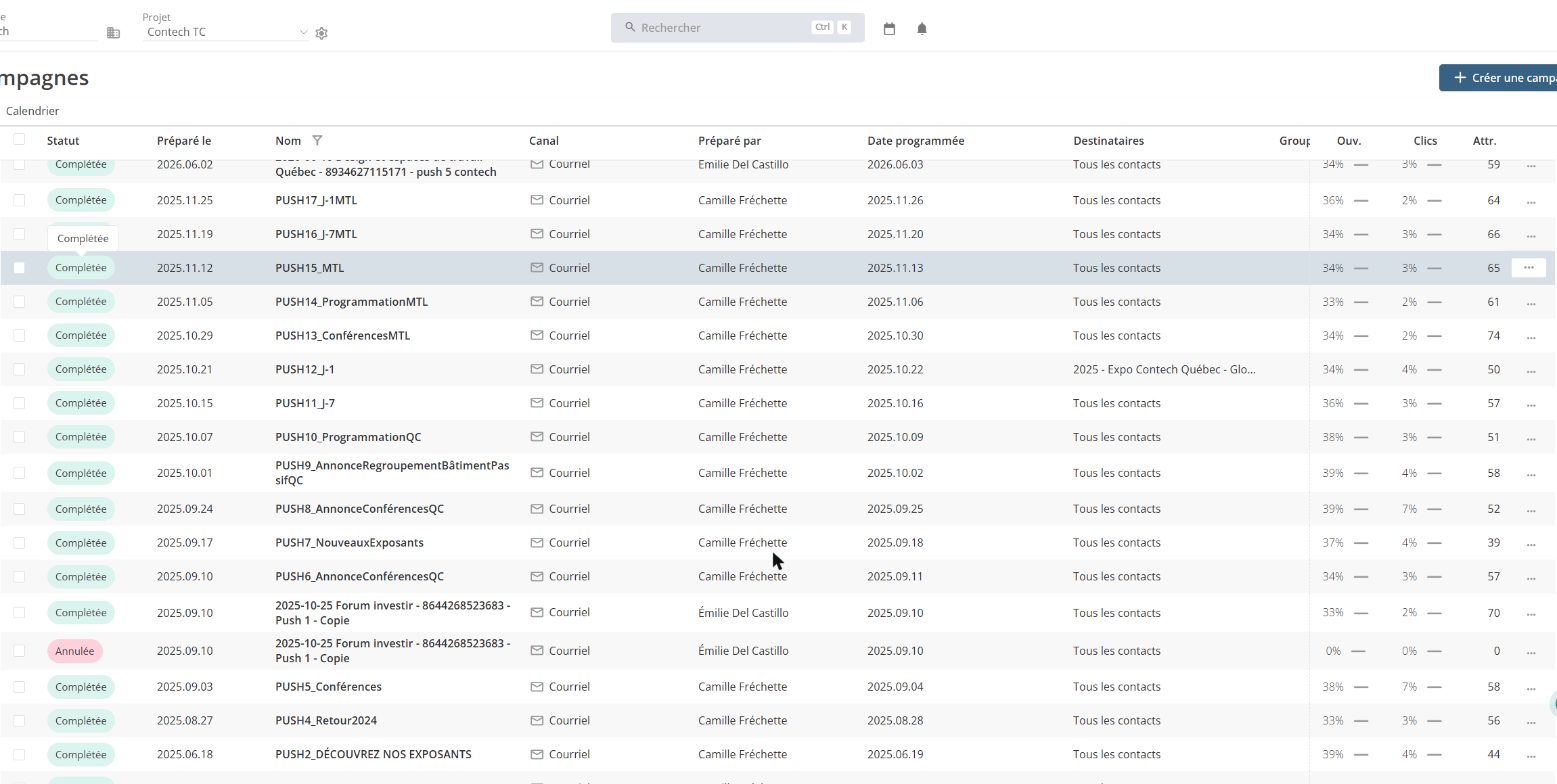 e Projet
ch Contech TC Rechercher Ctrl K
mpagnes + Créer une campa
Calendrier
Statut Préparé le Nom Canal Préparé par Date programmée Destinataires Group Ouv. Clics Attr.
Complétée 2026.06.02 Québec - 8934627115171 - push 5 contech Courriel Emilie Del Castillo 2026.06.03 Tous les contacts 34% — 3% — 59 ...
Complétée 2025.11.25 PUSH17_J-1MTL Courriel Camille Fréchette 2025.11.26 Tous les contacts 36% — 2% — 64 ...
Complétée 2025.11.19 PUSH16_J-7MTL Courriel Camille Fréchette 2025.11.20 Tous les contacts 34% — 3% — 66 ...
Complétée 2025.11.12 PUSH15_MTL Courriel Camille Fréchette 2025.11.13 Tous les contacts 34% — 3% — 65 ...
Complétée 2025.11.05 PUSH14_ProgrammationMTL Courriel Camille Fréchette 2025.11.06 Tous les contacts 33% — 2% — 61 ...
Complétée 2025.10.29 PUSH13_ConférencesMTL Courriel Camille Fréchette 2025.10.30 Tous les contacts 34% — 2% — 74 ...
Complétée 2025.10.21 PUSH12_J-1 Courriel Camille Fréchette 2025.10.22 2025 - Expo Contech Québec - Glo... 34% — 4% — 50 ...
Complétée 2025.10.15 PUSH11_J-7 Courriel Camille Fréchette 2025.10.16 Tous les contacts 36% — 3% — 57 ...
Complétée 2025.10.07 PUSH10_ProgrammationQC Courriel Camille Fréchette 2025.10.09 Tous les contacts 38% — 3% — 51 ...
Complétée 2025.10.01 PUSH9_AnnonceRegroupementBâtimentPas
sifQC Courriel Camille Fréchette 2025.10.02 Tous les contacts 39% — 4% — 58 ...
Complétée 2025.09.24 PUSH8_AnnonceConférencesQC Courriel Camille Fréchette 2025.09.25 Tous les contacts 39% — 7% — 52 ...
Complétée 2025.09.17 PUSH7_NouveauxExposants Courriel Camille Fréchette 2025.09.18 Tous les contacts 37% — 4% — 39 ...
Complétée 2025.09.10 PUSH6_AnnonceConférencesQC Courriel Camille Fréchette 2025.09.11 Tous les contacts 34% — 3% — 57 ...
Complétée 2025.09.10 2025-10-25 Forum investir - 8644268523683 -
Push 1 - Copie Courriel Émilie Del Castillo 2025.09.10 Tous les contacts 33% — 2% — 70 ...
Annulée 2025.09.10 2025-10-25 Forum investir - 8644268523683 -
Push 1 - Copie Courriel Émilie Del Castillo 2025.09.10 Tous les contacts 0% — 0% — 0 ...
Complétée 2025.09.03 PUSH5_Conférences Courriel Camille Fréchette 2025.09.04 Tous les contacts 38% — 7% — 58 ...
Complétée 2025.08.27 PUSH4_Retour2024 Courriel Camille Fréchette 2025.08.28 Tous les contacts 33% — 3% — 56 ...
Complétée 2025.06.18 PUSH2_DÉCOUVREZ NOS EXPOSANTS Courriel Camille Fréchette 2025.06.19 Tous les contacts 39% — 4% — 44 ...